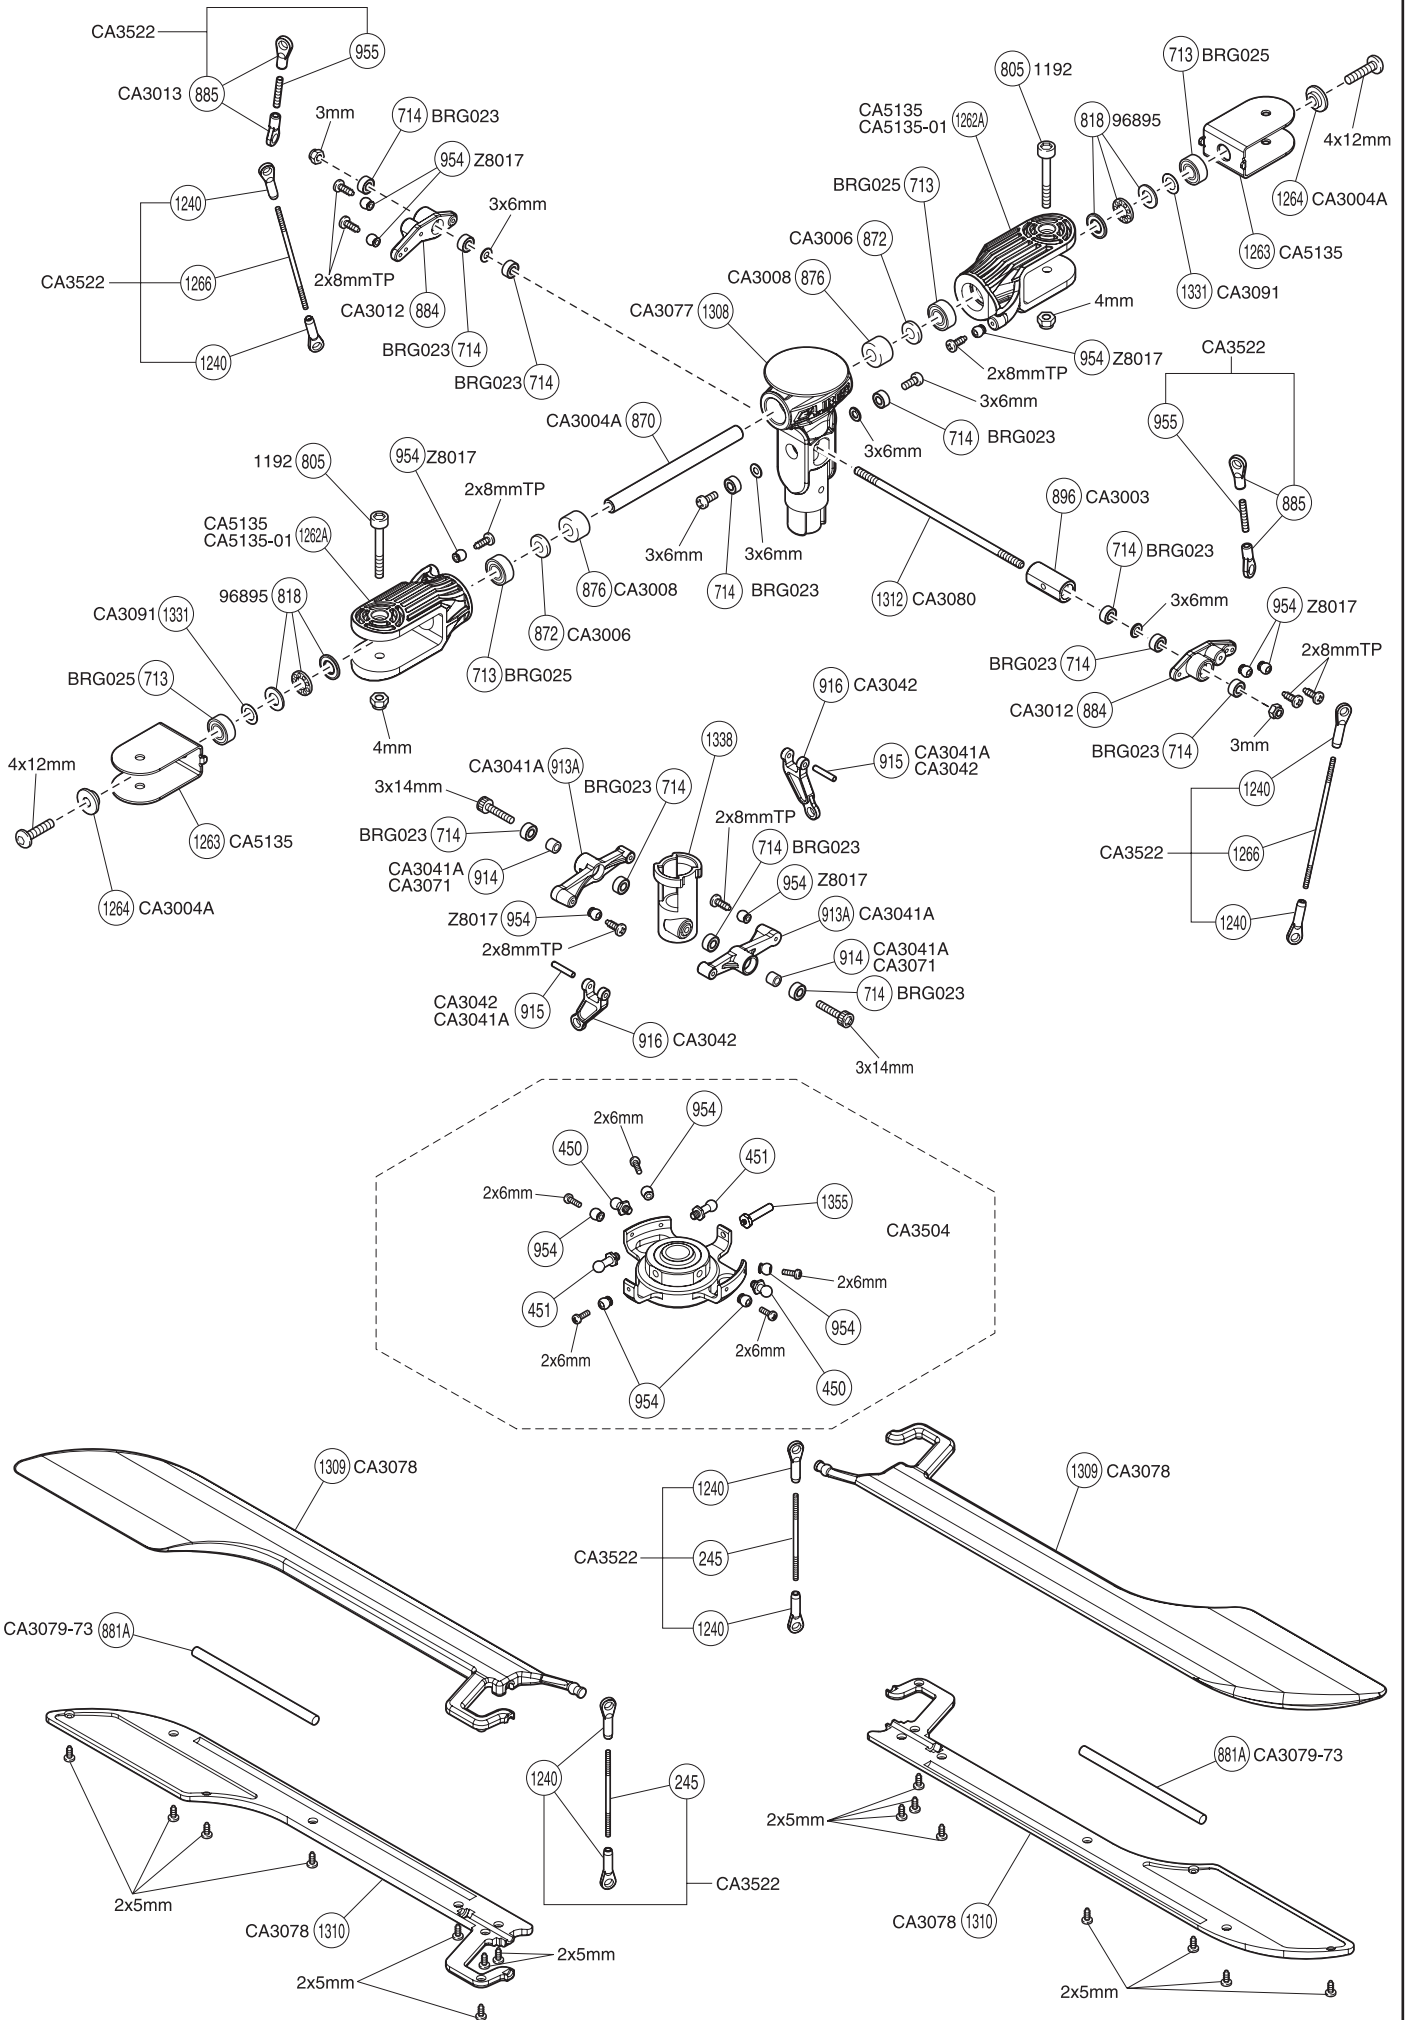 CA3522
955
CA3013 885
3mm
714 BRG023
954 Z8017
1240
3x6mm
CA3522
1266
2x8mmTP
CA3012 884
1240
BRG023 714
BRG023 714
713 BRG025
805 1192
CA5135
CA5135-01 1262A
818 96895
4x12mm
BRG025 713
1264 CA3004A
CA3006 872
1263 CA5135
CA3008 876
1331 CA3091
4mm
CA3077 1308
954 Z8017
2x8mmTP
CA3522
3x6mm
955
CA3004A 870
714 BRG023
3x6mm
1192 805
954 Z8017
2x8mmTP
896 CA3003
885
CA5135
CA5135-01 1262A
3x6mm
3x6mm
714 BRG023
876 CA3008
714 BRG023
1312 CA3080
3x6mm
954 Z8017
96895 818
CA3091 1331
872 CA3006
2x8mmTP
BRG023 714
BRG025 713
713 BRG025
916 CA3042
CA3012 884
4mm
1338
3mm
BRG023 714
4x12mm
CA3041A 913A
915 CA3041A
CA3042
1240
3x14mm
BRG023 714
2x8mmTP
BRG023 714
714 BRG023
1263 CA5135
CA3522
1266
CA3041A
CA3071 914
954 Z8017
1264 CA3004A
Z8017 954
913A CA3041A
1240
2x8mmTP
914 CA3041A
CA3071
714 BRG023
CA3042
CA3041A 915
916 CA3042
3x14mm
2x6mm
954
450
451
2x6mm
1355
CA3504
954
2x6mm
451
954
2x6mm
2x6mm
450
954
1309 CA3078
1240
1309 CA3078
CA3522
245
1240
CA3079-73 881A
881A CA3079-73
1240
245
2x5mm
2x5mm
CA3522
CA3078 1310
CA3078 1310
2x5mm
2x5mm
2x5mm